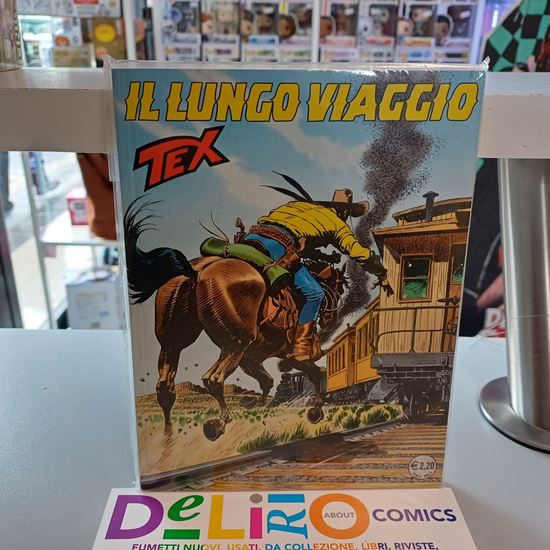 IL LUNGO VIAGGIO
TEX
€ 2,20
DELIRIO
ABOUT
COMICS
FUMETTI NUOVI, USATI, DA COLLEZIONE, LIBRI, RIVISTE,